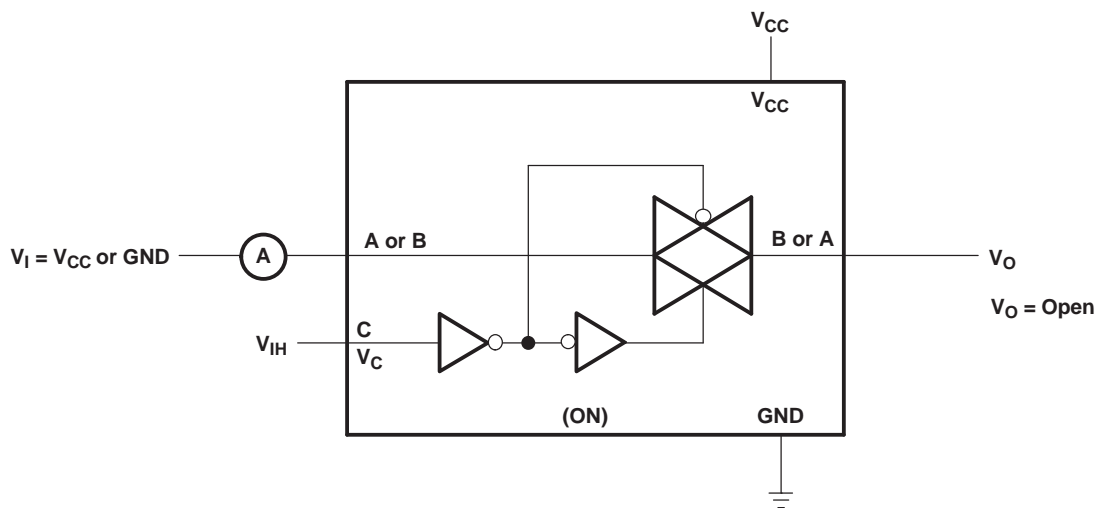 VCC
VCC
A or B
B or A
VI = VCC or GND
A
VO
VO = Open
C
VIH
VC
(ON)
GND